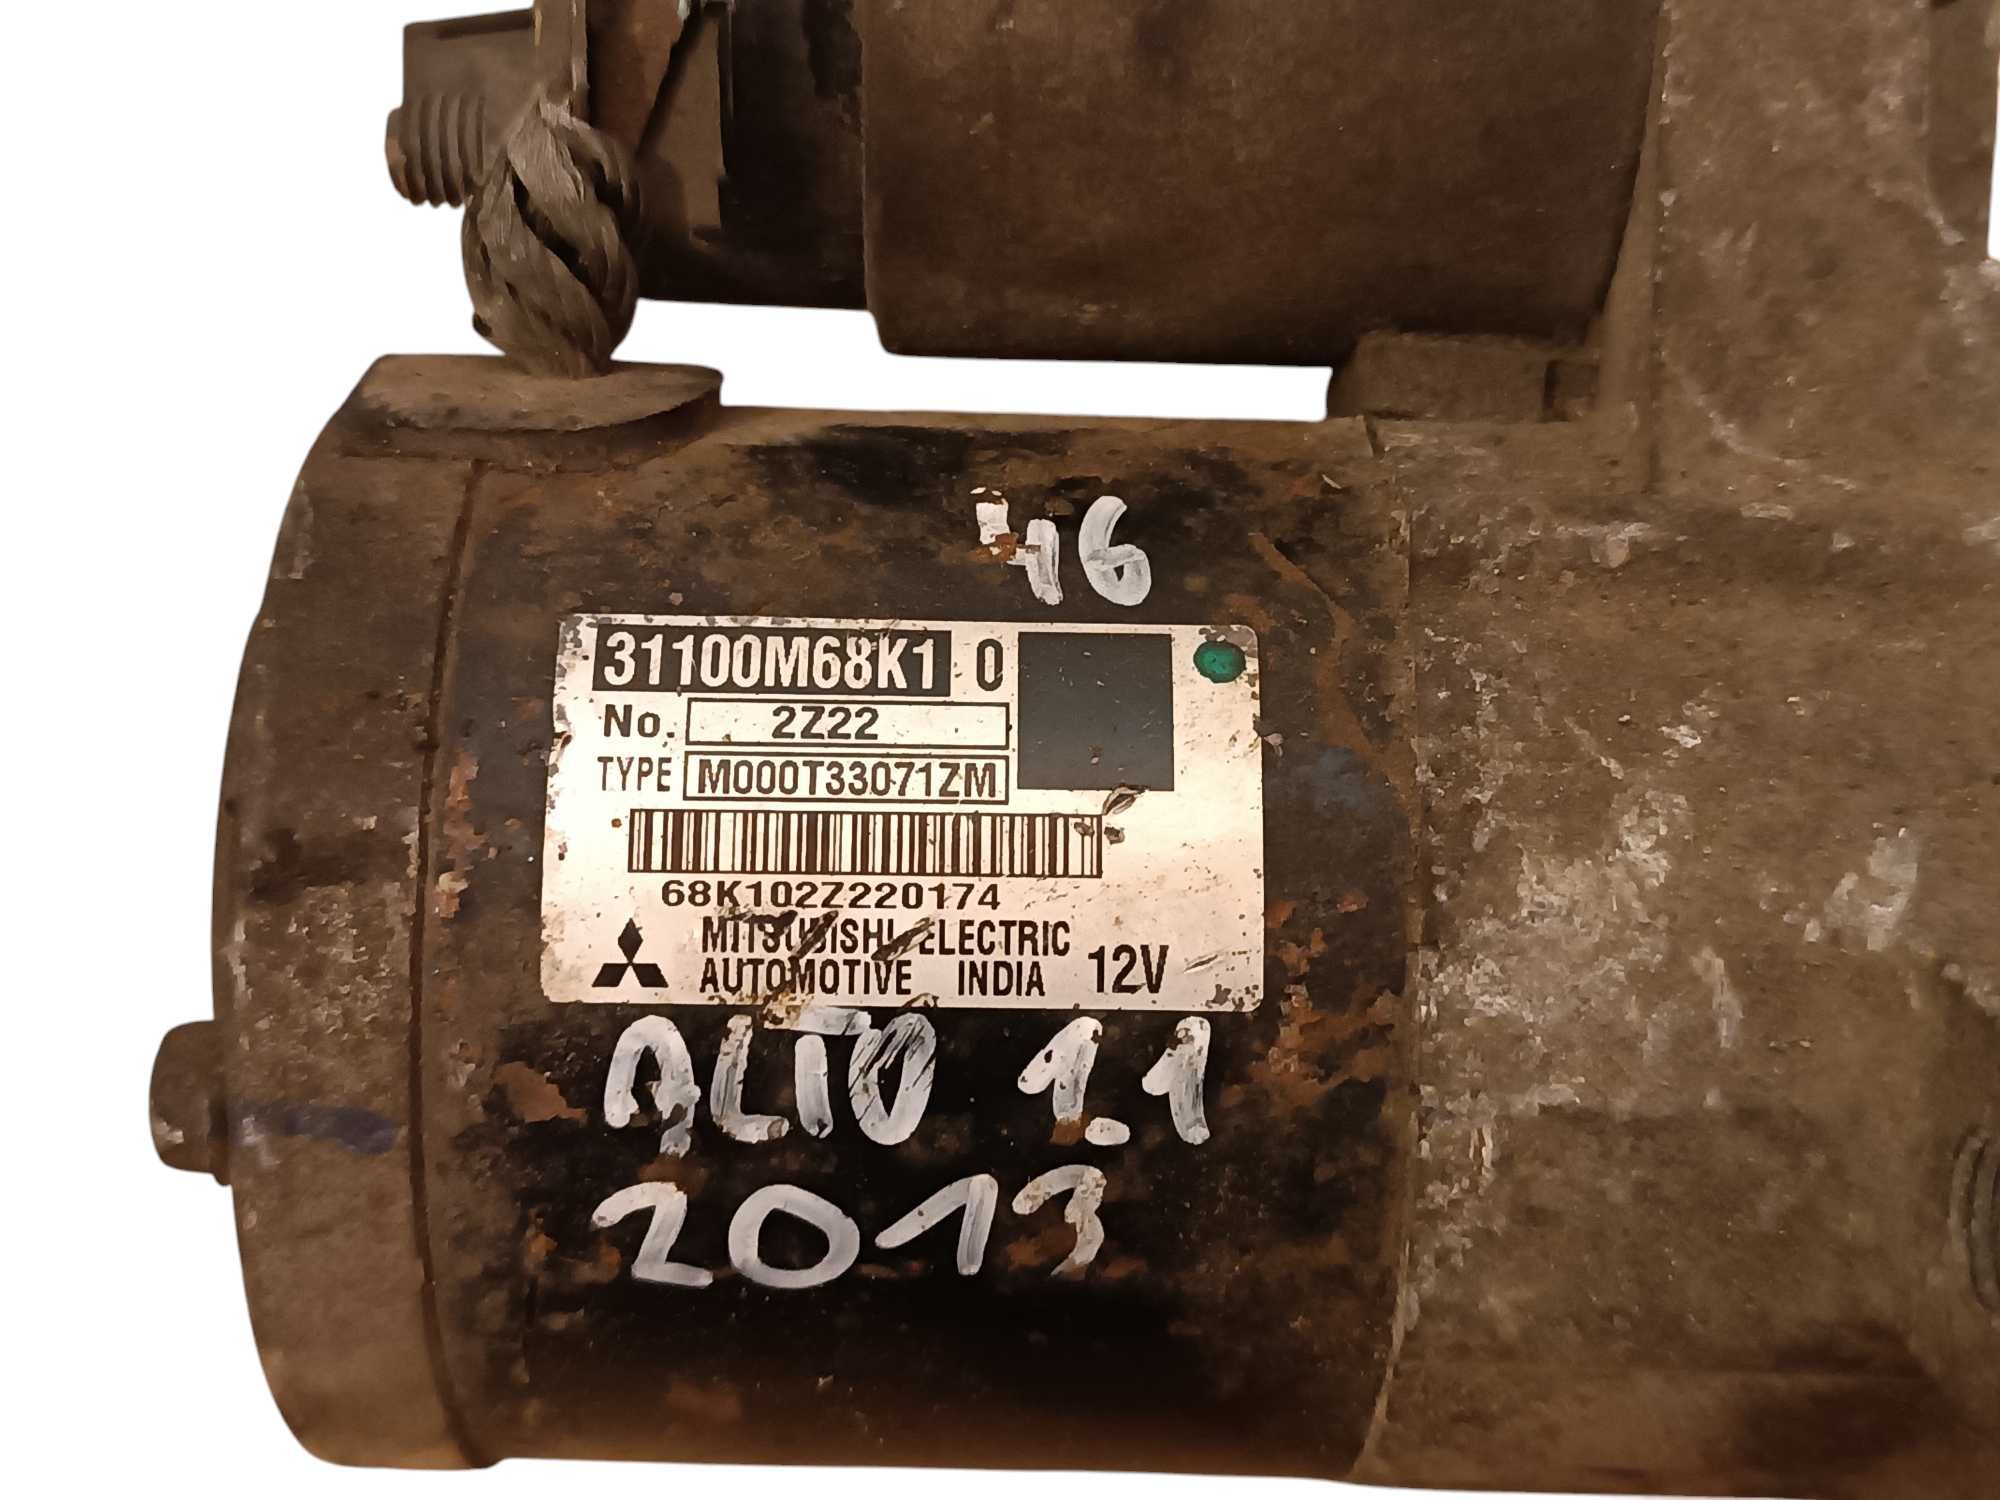 46
31100M68K1 0
No. 2Z22
TYPE M000T33071ZM
68K102Z220174
MITSUBISHI ELECTRIC
AUTOMOTIVE INDIA 12V
ALTO 1.1
2013